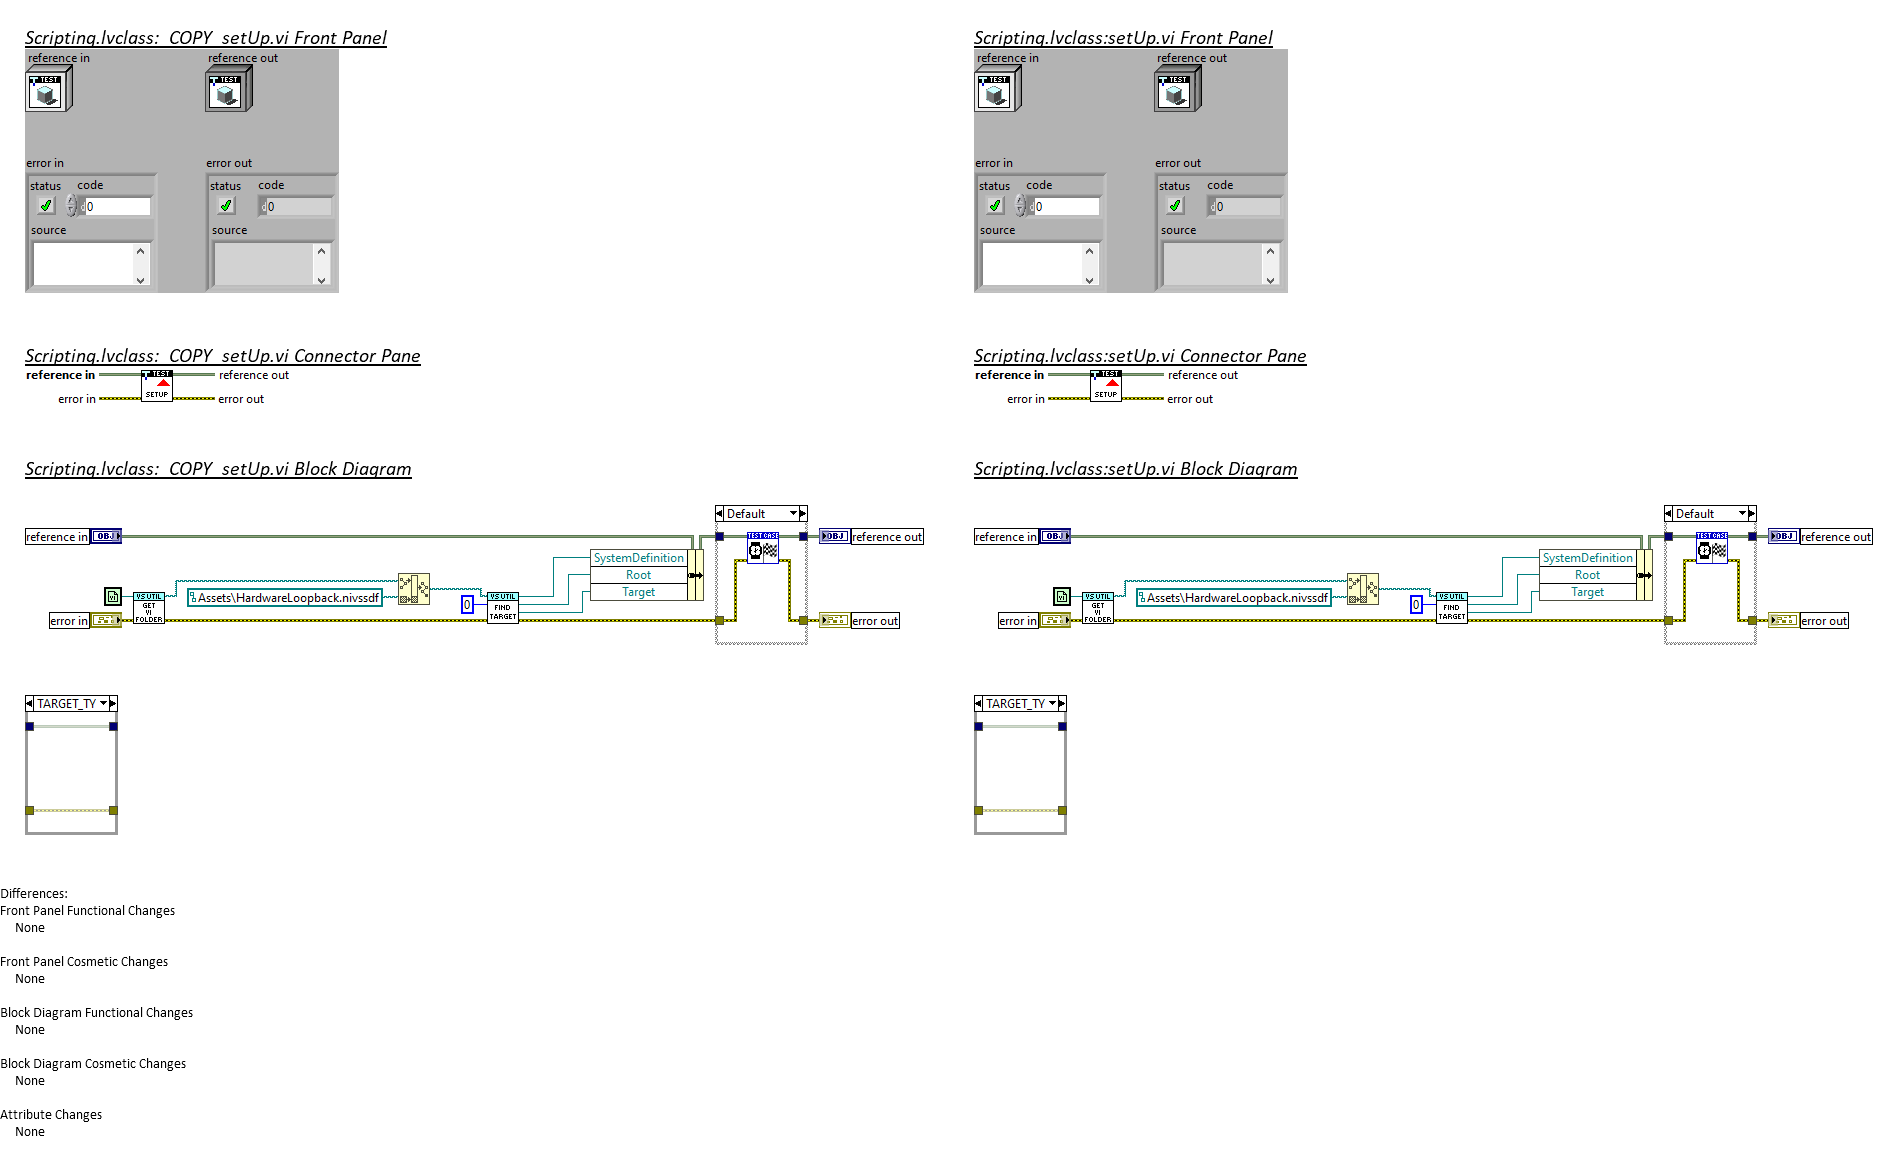 Scripting.lvclass:_COPY_setUp.vi Front Panel
reference in
reference out
TEST
TEST
error in
error out
status
code
status
code
0
d0
source
source
Scripting.lvclass:setUp.vi Front Panel
reference in
reference out
TEST
TEST
error in
error out
status
code
status
code
0
d0
source
source
Scripting.lvclass:_COPY_setUp.vi Connector Pane
reference in
TEST
SETUP
reference out
error in
error out
Scripting.lvclass:setUp.vi Connector Pane
reference in
TEST
SETUP
reference out
error in
error out
Scripting.lvclass:_COPY_setUp.vi Block Diagram
Default
reference in
OBJ
TEST CASE
OBJ
reference out
SystemDefinition
Root
Target
VI
VS UTIL
GET
VI
FOLDER
Assets\HardwareLoopback.nivssdf
0
VS UTIL
FIND
TARGET
error in
error out
TARGET_TY
Scripting.lvclass:setUp.vi Block Diagram
Default
reference in
OBJ
TEST CASE
OBJ
reference out
SystemDefinition
Root
Target
VI
VS UTIL
GET
VI
FOLDER
Assets\HardwareLoopback.nivssdf
0
VS UTIL
FIND
TARGET
error in
error out
TARGET_TY
Differences:
Front Panel Functional Changes
None
Front Panel Cosmetic Changes
None
Block Diagram Functional Changes
None
Block Diagram Cosmetic Changes
None
Attribute Changes
None